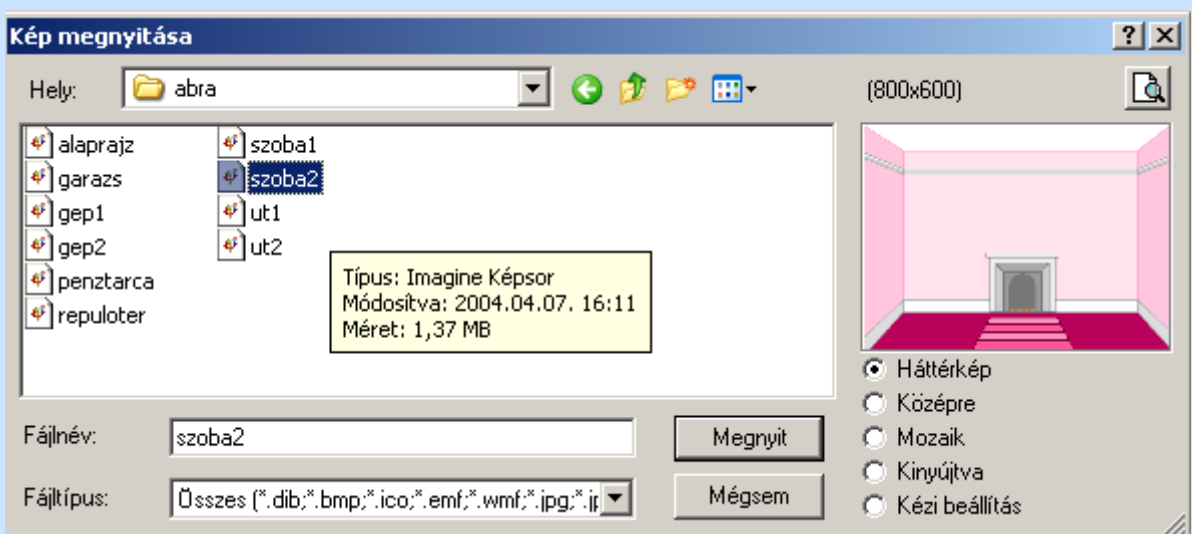 Kép megnyitása
Hely: abra (800x600)
alaprajz szoba1
garazs szoba2
gep1 ut1
gep2 ut2
penztarca
repuloter
Típus: Imagine Képsor
Módosítva: 2004.04.07. 16:11
Méret: 1,37 MB
Háttérkép
Középre
Mozaik
Kinyújtva
Kézi beállítás
Fájlnév: szoba2 Megnyit
Fájltípus: Összes (*.dib;*.bmp;*.ico;*.emf;*.wmf;*.jpg;*.jp Mégsem